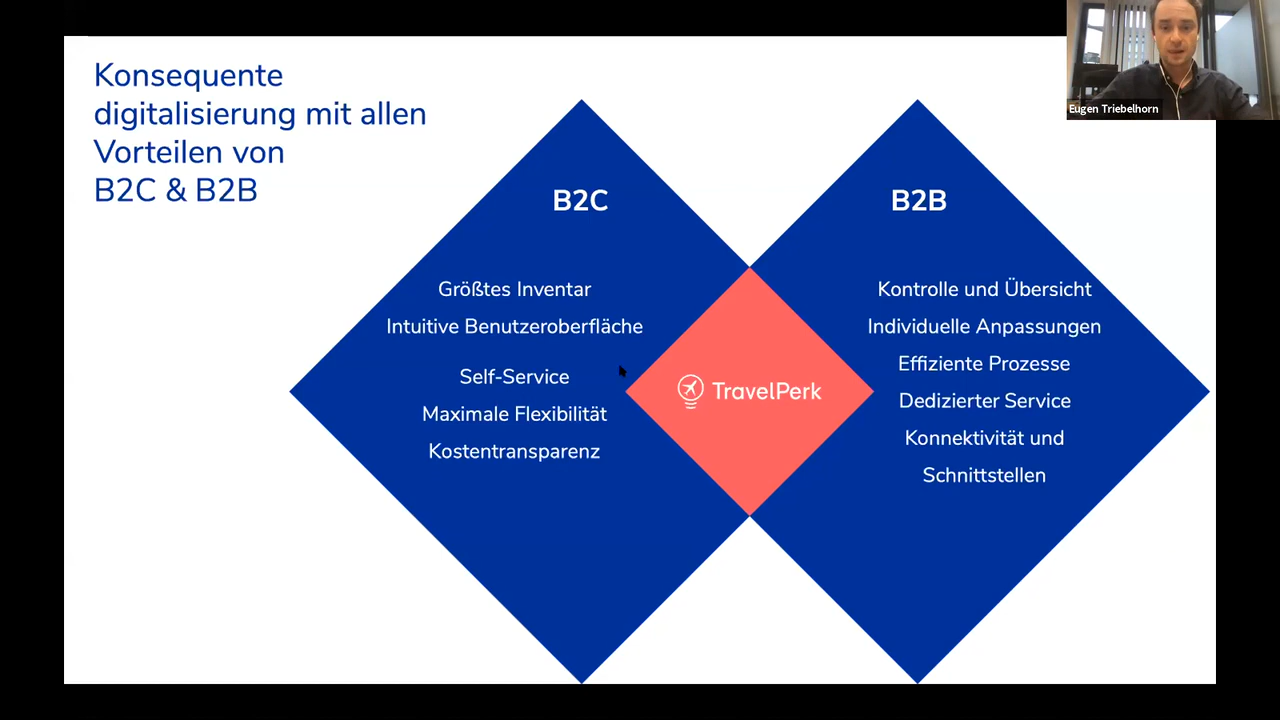 Konsequente
digitalisierung mit allen
Vorteilen von
B2C & B2B
B2C
Größtes Inventar
Intuitive Benutzeroberfläche
Self-Service
Maximale Flexibilität
Kostentransparenz
TravelPerk
B2B
Kontrolle und Übersicht
Individuelle Anpassungen
Effiziente Prozesse
Dedizierter Service
Konnektivität und
Schnittstellen
Eugen Triebelhorn